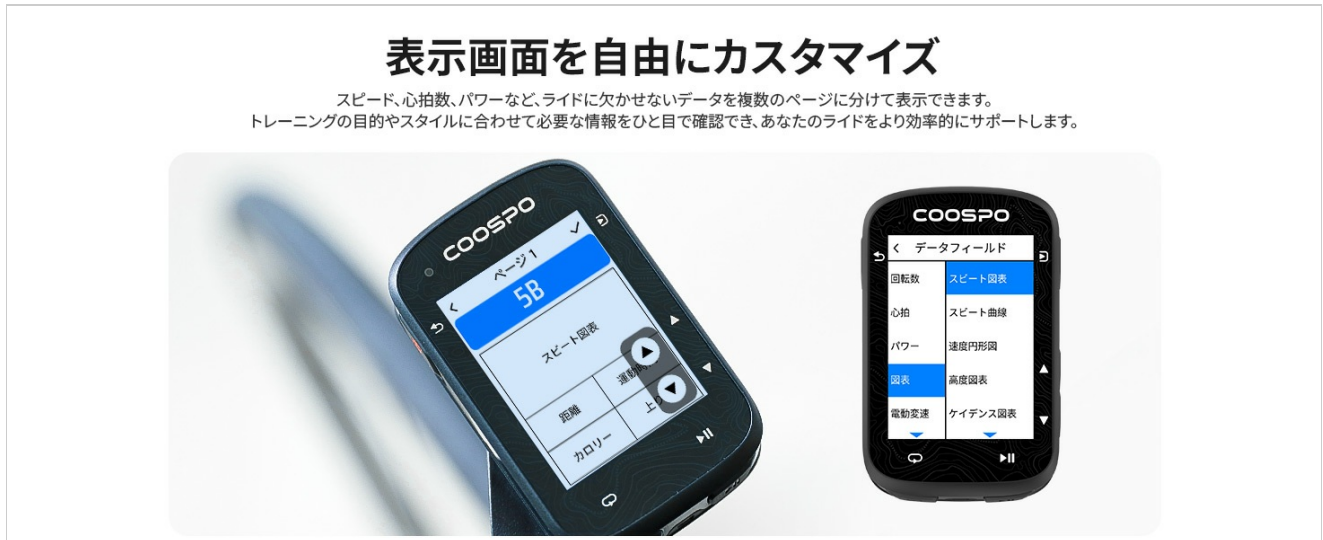 表示画面を自由にカスタマイズ
スピード、心拍数、パワーなど、ライドに欠かせないデータを複数のページに分けて表示できます。
トレーニングの目的やスタイルに合わせて必要な情報をひと目で確認でき、あなたのライドをより効率的にサポートします。
COOSPO
ページ1
5B
スピート図表
距離
カロリー
COOSPO
データフィールド
回転数 スピート図表
心拍 スピート曲線
パワー 速度円形図
図表 高度図表
電動変速 ケイデンス図表